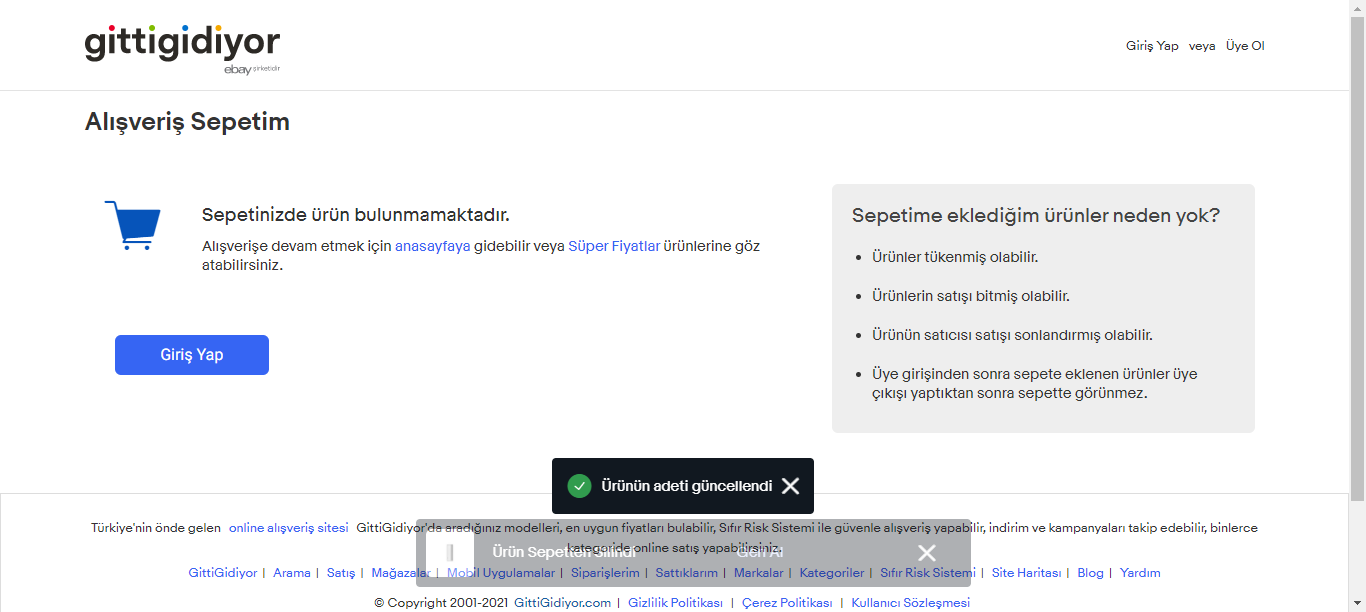 gittigidiyor
ebay şirketidir
Giriş Yap veya Üye Ol
Alışveriş Sepetim
Sepetinizde ürün bulunmamaktadır.
Alışverişe devam etmek için anasayfaya gidebilir veya Süper Fiyatlar ürünlerine göz
atabilirsiniz.
Giriş Yap
Sepetime eklediğim ürünler neden yok?
• Ürünler tükenmiş olabilir.
• Ürünlerin satışı bitmiş olabilir.
• Ürünün satıcısı satışı sonlandırmış olabilir.
• Üye girişinden sonra sepete eklenen ürünler üye
çıkışı yaptıktan sonra sepette görünmez.
Ürünün adeti güncellendi
Türkiye'nin önde gelen online alışveriş sitesi GittiGidiyor'da aradığınız modelleri, en uygun fiyatları bulabilir, Sıfır Risk Sistemi ile güvenle alışveriş yapabilir, indirim ve kampanyaları takip edebilir, binlerce
kategoride online satış yapabilirsiniz.
Ürün Sepetten Silindi Geri Al
GittiGidiyor | Arama | Satış | Mağazalar | Mobil Uygulamalar | Siparişlerim | Sattıklarım | Markalar | Kategoriler | Sıfır Risk Sistemi | Site Haritası | Blog | Yardım
© Copyright 2001-2021 GittiGidiyor.com | Gizlilik Politikası | Çerez Politikası | Kullanıcı Sözleşmesi